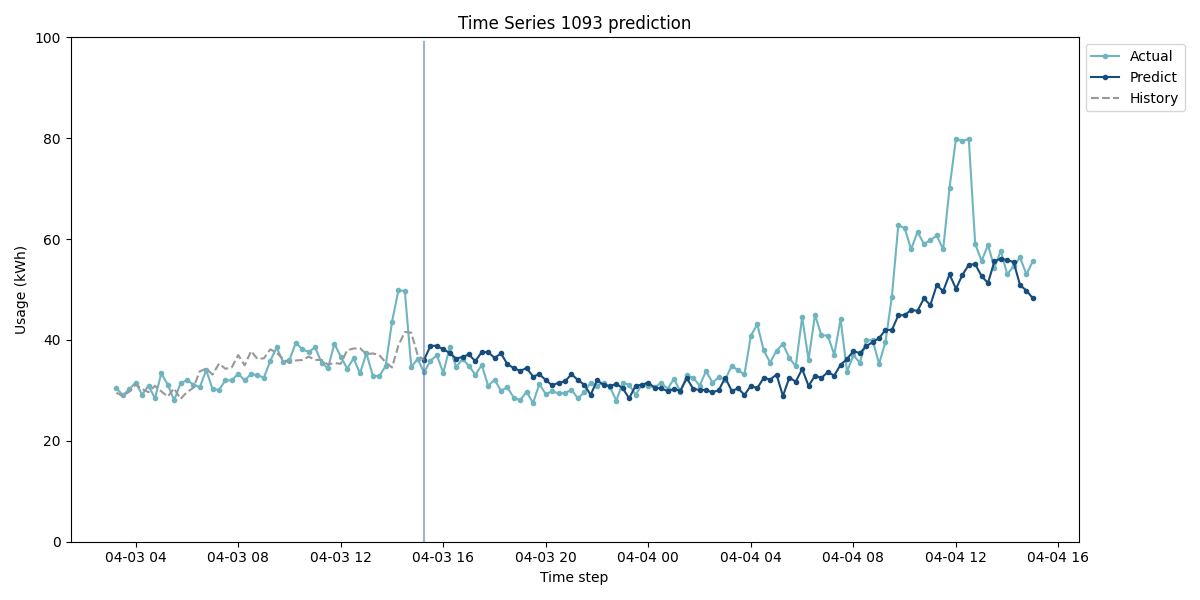 Time Series 1093 prediction
100
80
60
40
20
0
Usage (kWh)
04-03 04
04-03 08
04-03 12
04-03 16
04-03 20
04-04 00
04-04 04
04-04 08
04-04 12
04-04 16
Time step
Actual
Predict
History